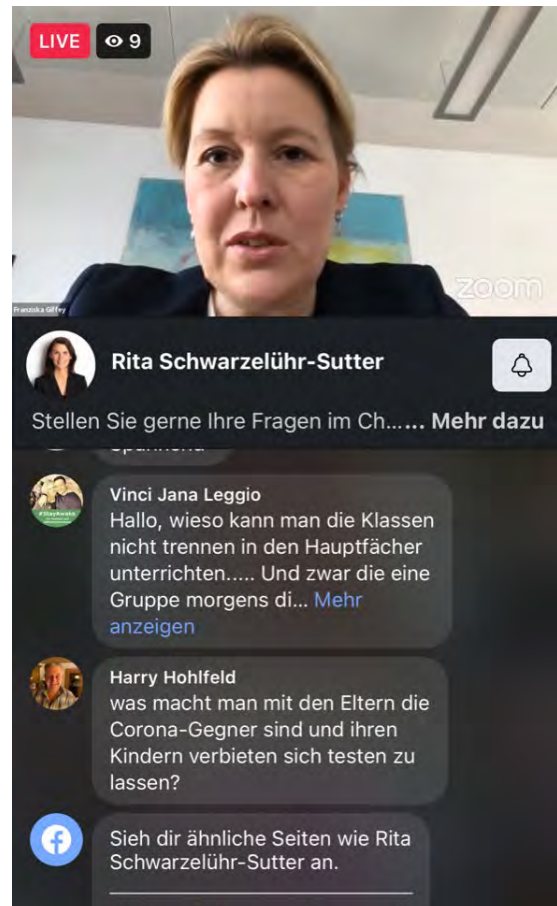 LIVE 9
zoom
Franziska Giffey
Rita Schwarzelühr-Sutter
Stellen Sie gerne Ihre Fragen im Ch...... Mehr dazu
Spannend
Vinci Jana Leggio
Hallo, wieso kann man die Klassen
nicht trennen in den Hauptfächer
unterrichten..... Und zwar die eine
Gruppe morgens di... Mehr
anzeigen
#StayAwake
Harry Hohlfeld
was macht man mit den Eltern die
Corona-Gegner sind und ihren
Kindern verbieten sich testen zu
lassen?
Sieh dir ähnliche Seiten wie Rita
Schwarzelühr-Sutter an.